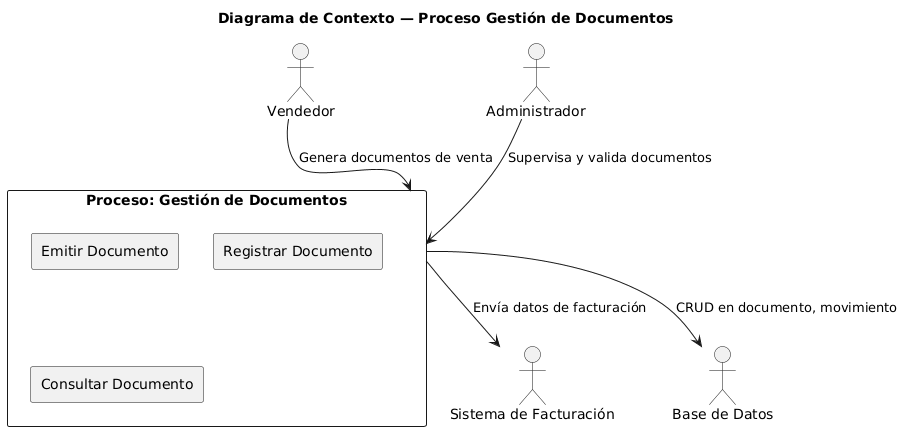 Diagrama de Contexto — Proceso Gestión de Documentos
Vendedor
Administrador
Genera documentos de venta
Supervisa y valida documentos
Proceso: Gestión de Documentos
Emitir Documento
Registrar Documento
Envía datos de facturación
CRUD en documento, movimiento
Consultar Documento
Sistema de Facturación
Base de Datos